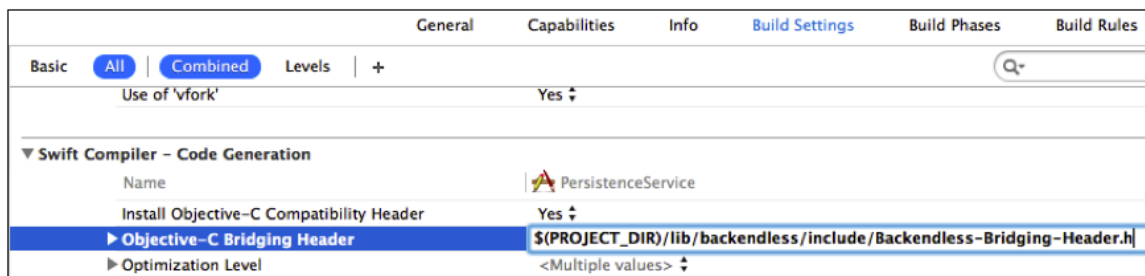 General Capabilities Info Build Settings Build Phases Build Rules
Basic All Combined Levels +
Use of 'vfork' Yes
Swift Compiler - Code Generation
Name PersistenceService
Install Objective-C Compatibility Header Yes
Objective-C Bridging Header $(PROJECT_DIR)/lib/backendless/include/Backendless-Bridging-Header.h
Optimization Level <Multiple values>